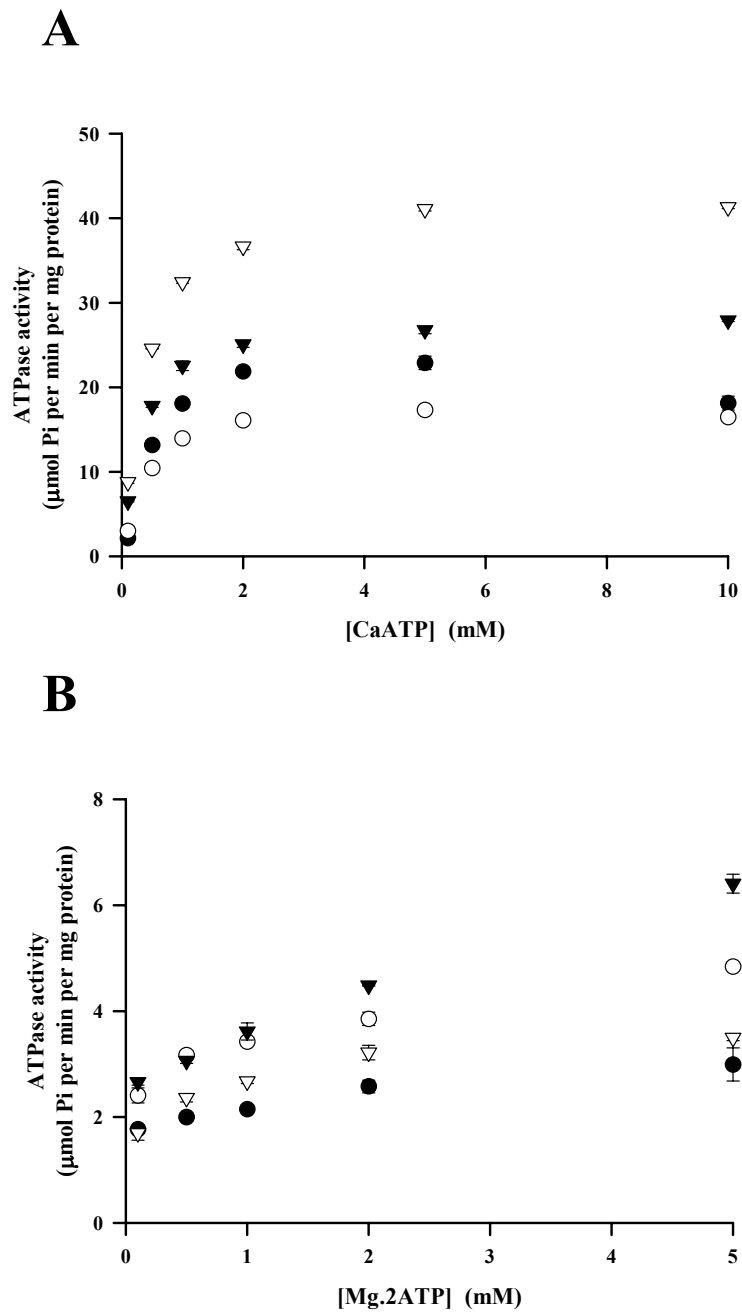 A
50
40
30
20
10
0
ATPase activity
(μmol Pi per min per mg protein)
0 2 4 6 8 10
[CaATP] (mM)
B
8
6
4
2
0
ATPase activity
(μmol Pi per min per mg protein)
0 1 2 3 4 5
[Mg.2ATP] (mM)